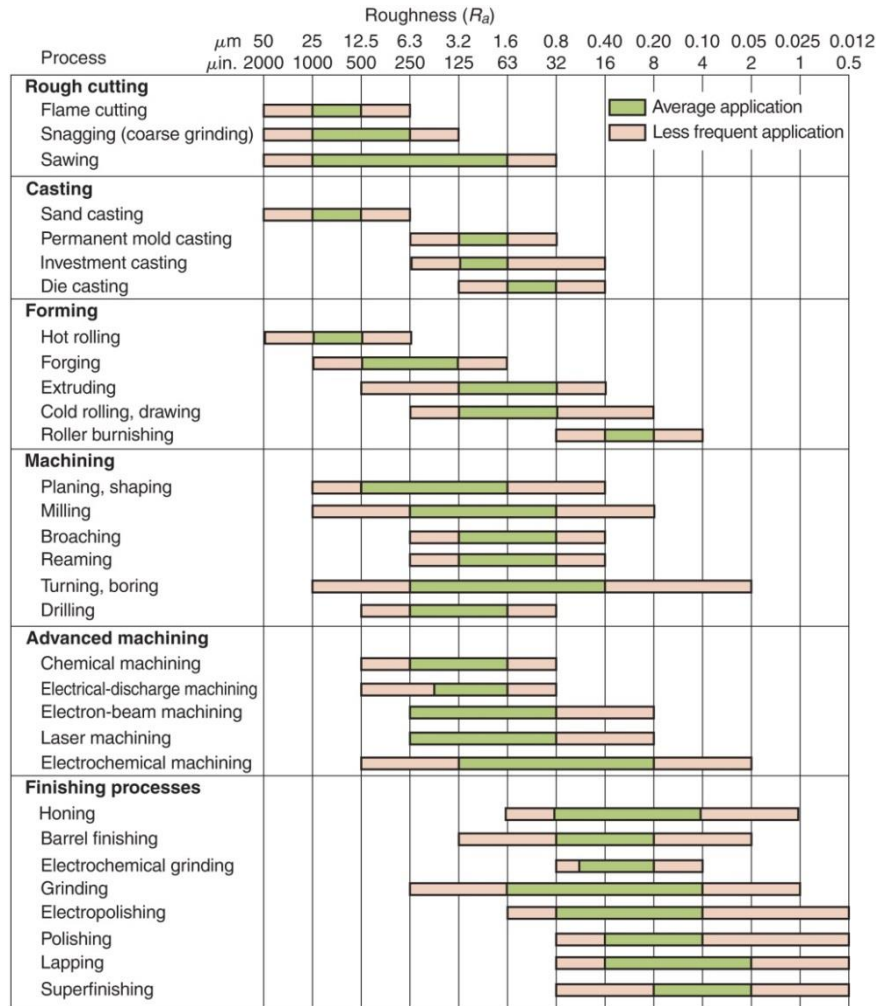 Roughness (Ra)
µm 50 25 12.5 6.3 3.2 1.6 0.8 0.40 0.20 0.10 0.05 0.025 0.012
Process µin. 2000 1000 500 250 125 63 32 16 8 4 2 1 0.5
Rough cutting
Flame cutting
Average application
Snagging (coarse grinding)
Less frequent application
Sawing
Casting
Sand casting
Permanent mold casting
Investment casting
Die casting
Forming
Hot rolling
Forging
Extruding
Cold rolling, drawing
Roller burnishing
Machining
Planing, shaping
Milling
Broaching
Reaming
Turning, boring
Drilling
Advanced machining
Chemical machining
Electrical-discharge machining
Electron-beam machining
Laser machining
Electrochemical machining
Finishing processes
Honing
Barrel finishing
Electrochemical grinding
Grinding
Electropolishing
Polishing
Lapping
Superfinishing